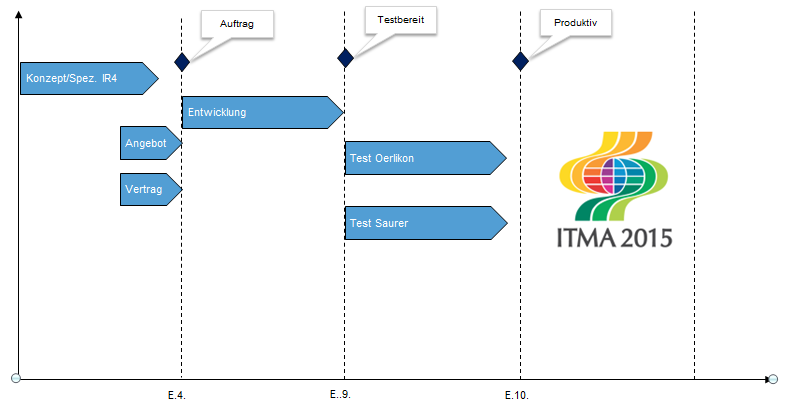 Auftrag
Testbereit
Produktiv
Konzept/Spez. IR4
Entwicklung
Angebot
Test Oerlikon
Vertrag
Test Saurer
ITMA 2015
E.4.
E..9.
E.10.